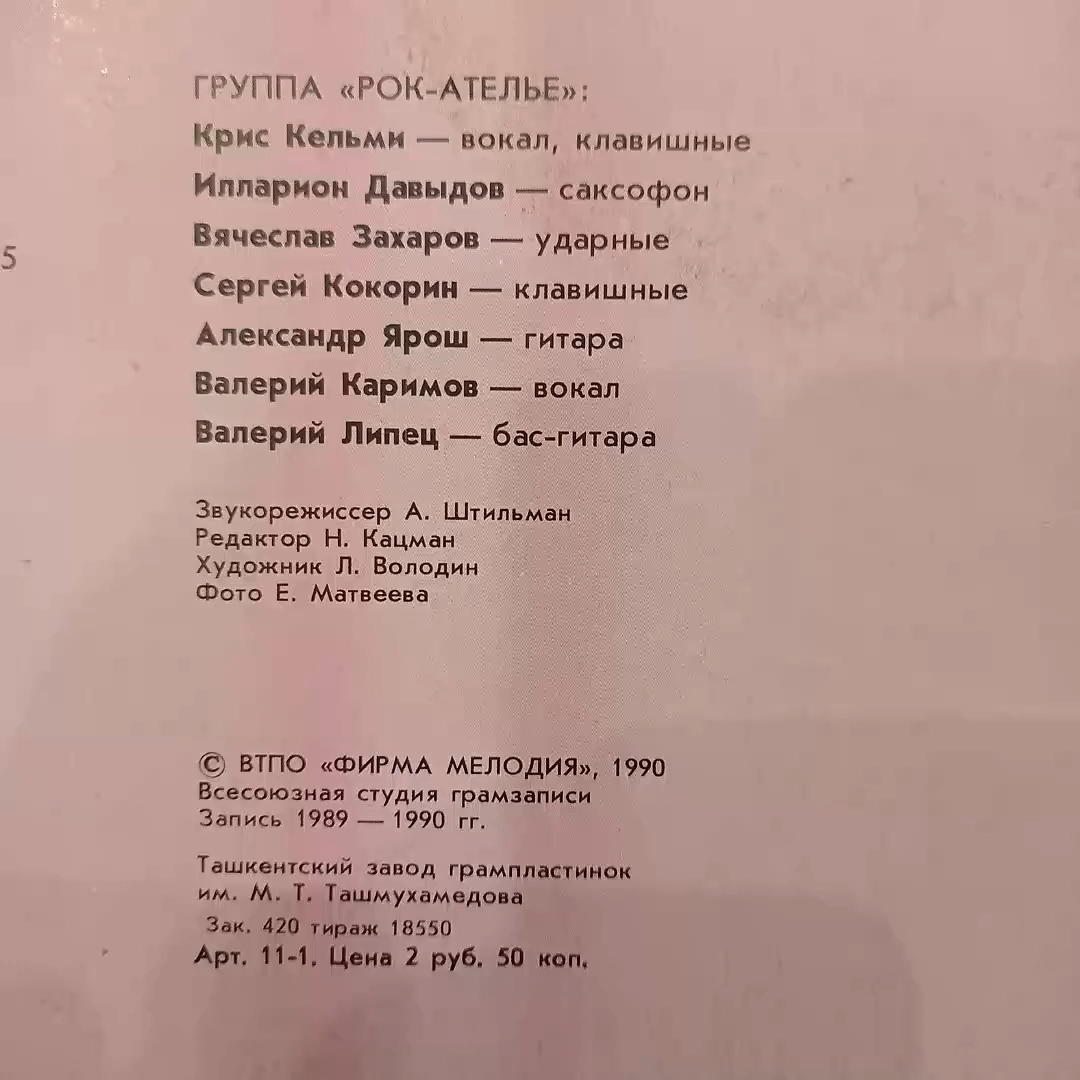 ГРУППА «РОК-АТЕЛЬЕ»:
Крис Кельми — вокал, клавишные
Илларион Давыдов — саксофон
Вячеслав Захаров — ударные
5
Сергей Кокорин — клавишные
Александр Ярош — гитара
Валерий Каримов — вокал
Валерий Липец — бас-гитара
Звукорежиссер А. Штильман
Редактор Н. Кацман
Художник Л. Володин
Фото Е. Матвеева
© ВТПО «ФИРМА МЕЛОДИЯ», 1990
Всесоюзная студия грамзаписи
Запись 1989 — 1990 гг.
Ташкентский завод грампластинок
им. М. Т. Ташмухамедова
Зак. 420 тираж 18550
Арт. 11-1. Цена 2 руб. 50 коп.